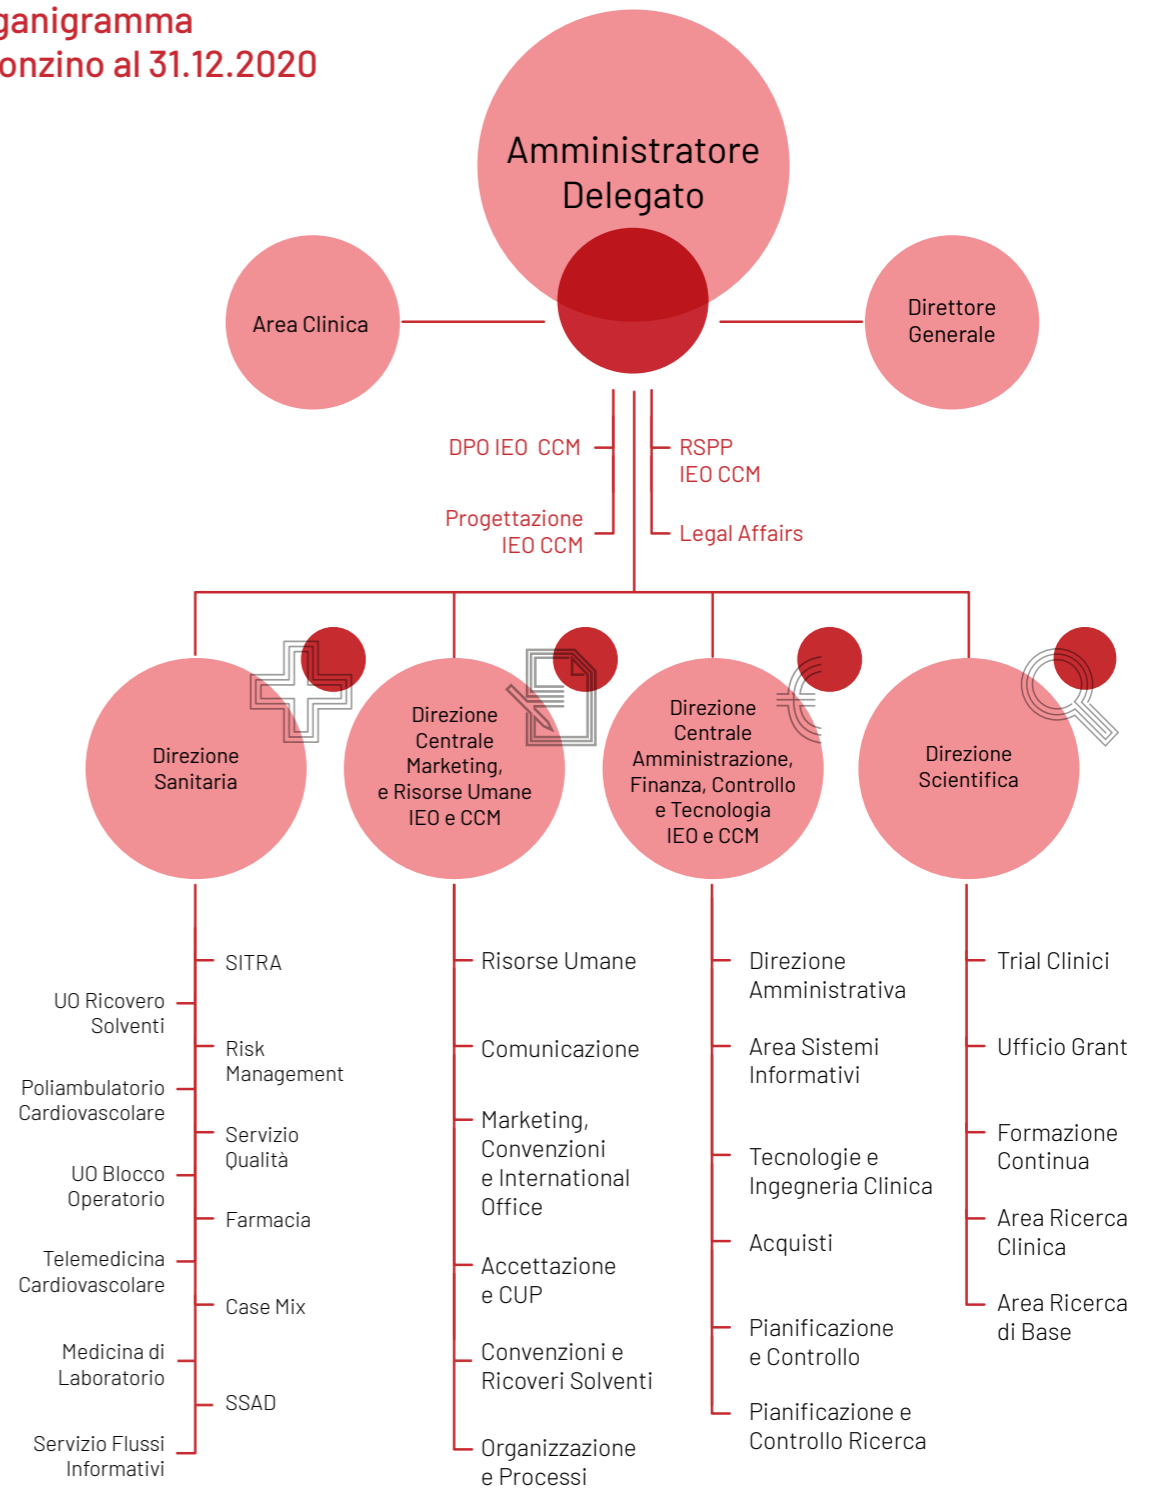 ganigramma
onzino al 31.12.2020
Amministratore
Delegato
Area Clinica
Direttore
Generale
DPO IEO CCM
RSPP
IEO CCM
Progettazione
IEO CCM
Legal Affairs
Direzione
Sanitaria
Direzione
Centrale
Marketing,
e Risorse Umane
IEO e CCM
Direzione
Centrale
Amministrazione,
Finanza, Controllo
e Tecnologia
IEO e CCM
Direzione
Scientifica
SITRA
UO Ricovero
Solventi
Risk
Management
Poliambulatorio
Cardiovascolare
Servizio
Qualità
UO Blocco
Operatorio
Farmacia
Telemedicina
Cardiovascolare
Case Mix
Medicina di
Laboratorio
SSAD
Servizio Flussi
Informativi
Risorse Umane
Comunicazione
Marketing,
Convenzioni
e International
Office
Accettazione
e CUP
Convenzioni e
Ricoveri Solventi
Organizzazione
e Processi
Direzione
Amministrativa
Area Sistemi
Informativi
Tecnologie e
Ingegneria Clinica
Acquisti
Pianificazione
e Controllo
Pianificazione e
Controllo Ricerca
Trial Clinici
Ufficio Grant
Formazione
Continua
Area Ricerca
Clinica
Area Ricerca
di Base